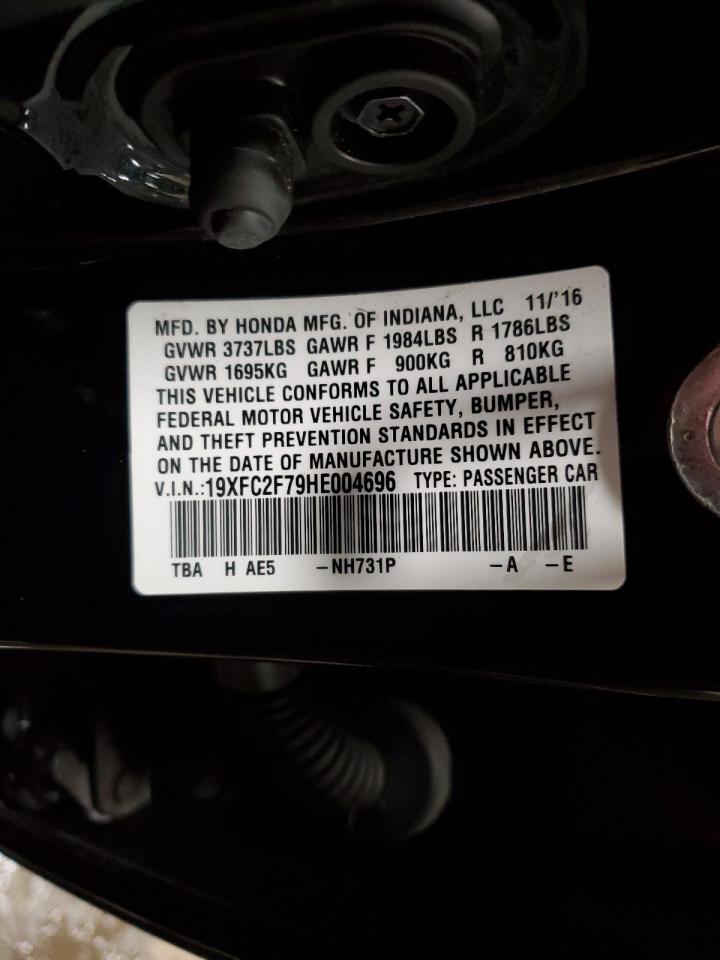 MFD. BY HONDA MFG. OF INDIANA, LLC 11/'16
GVWR 3737LBS GAWR F 1984LBS R 1786LBS
GVWR 1695KG GAWR F 900KG R 810KG
THIS VEHICLE CONFORMS TO ALL APPLICABLE
FEDERAL MOTOR VEHICLE SAFETY, BUMPER,
AND THEFT PREVENTION STANDARDS IN EFFECT
ON THE DATE OF MANUFACTURE SHOWN ABOVE.
V.I.N.:19XFC2F79HE004696 TYPE: PASSENGER CAR
TBA H AE5 -NH731P -A -E